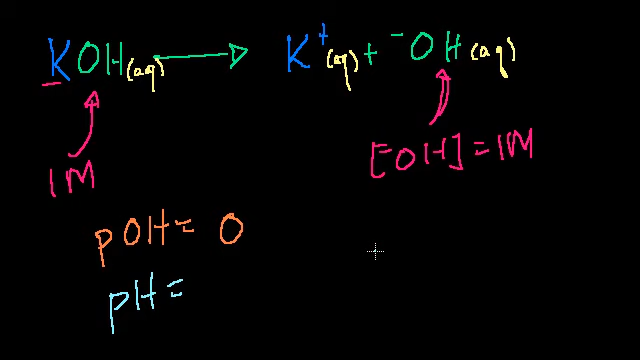 KOH(aq) → K⁺(aq) + ⁻OH(aq)
1M
[⁻OH] = 1M
pOH = 0
pH =